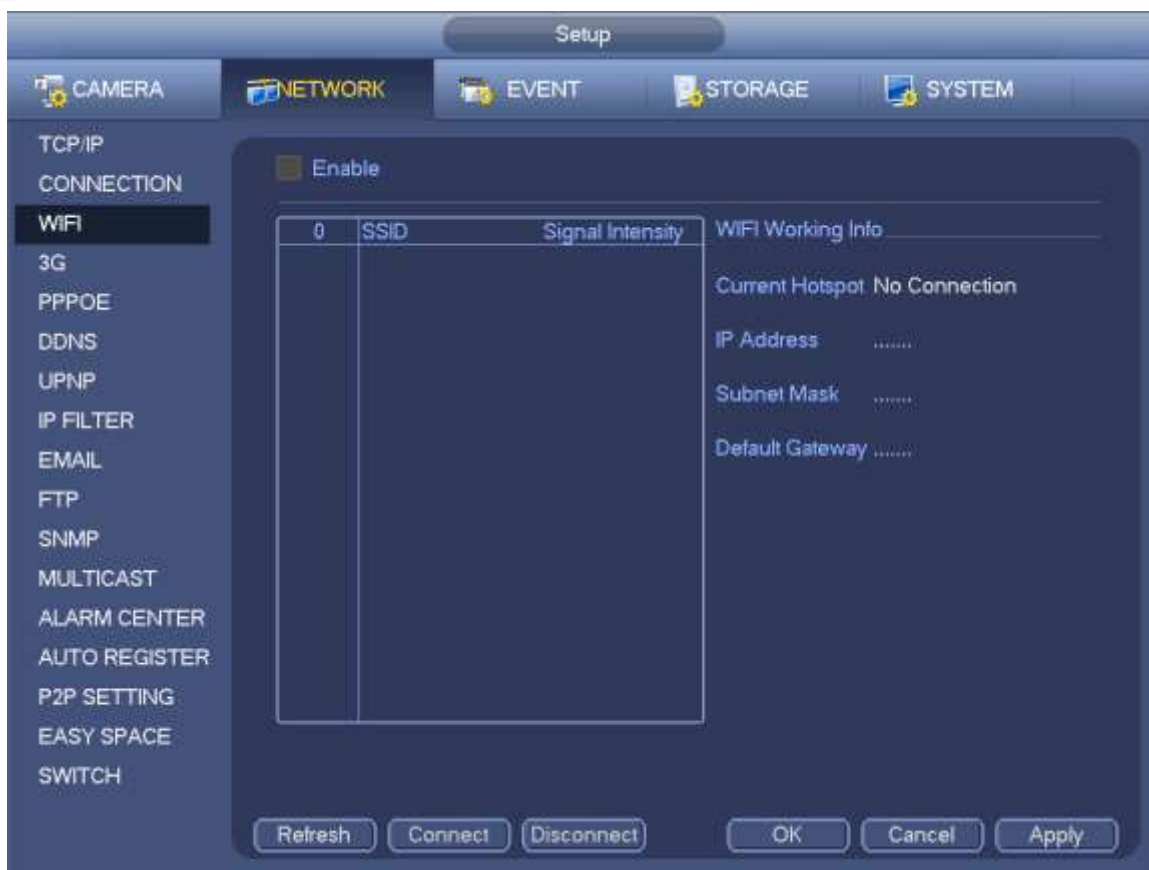 Setup
CAMERA NETWORK EVENT STORAGE SYSTEM
TCP/IP
CONNECTION
WIFI
3G
PPPOE
DDNS
UPNP
IP FILTER
EMAIL
FTP
SNMP
MULTICAST
ALARM CENTER
AUTO REGISTER
P2P SETTING
EASY SPACE
SWITCH
Enable
0 SSID Signal Intensity
WIFI Working Info
Current Hotspot No Connection
IP Address .......
Subnet Mask .......
Default Gateway .......
Refresh Connect Disconnect OK Cancel Apply